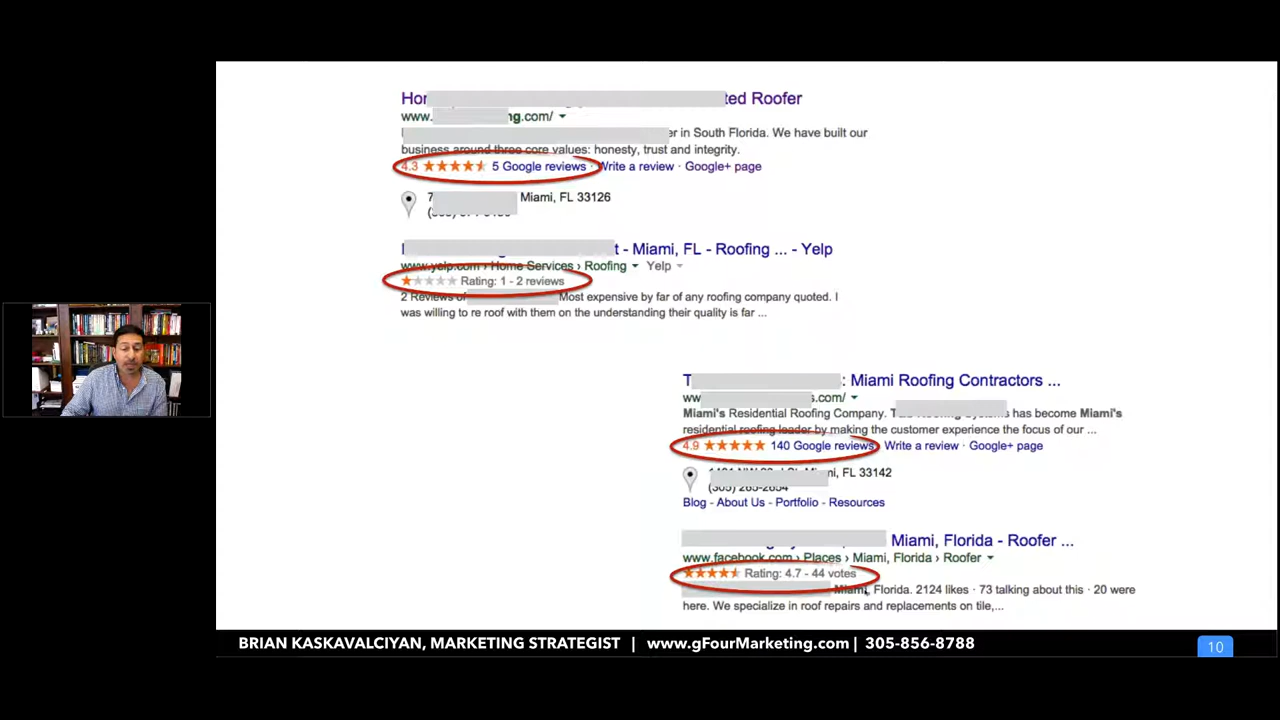 Hor ted Roofer
www. ng.com/
er in South Florida. We have built our
business around three core values: honesty, trust and integrity.
4.3 5 Google reviews · Write a review · Google+ page
7 Miami, FL 33126
t - Miami, FL - Roofing ... - Yelp
www.yelp.com › Home Services › Roofing Yelp
Rating: 1 - 2 reviews
2 Reviews of Most expensive by far of any roofing company quoted. I
was willing to re roof with them on the understanding their quality is far ...
T : Miami Roofing Contractors ...
ww s.com/
Miami's Residential Roofing Company. has become Miami's
residential roofing leader by making the customer experience the focus of our ...
4.9 140 Google reviews Write a review · Google+ page
Miami, FL 33142
Blog - About Us - Portfolio - Resources
Miami, Florida - Roofer ...
www.facebook.com › Places › Miami, Florida › Roofer
Rating: 4.7 - 44 votes
Miami, Florida. 2124 likes · 73 talking about this · 20 were
here. We specialize in roof repairs and replacements on tile,...
BRIAN KASKAVALCIYAN, MARKETING STRATEGIST | www.gFourMarketing.com | 305-856-8788
10